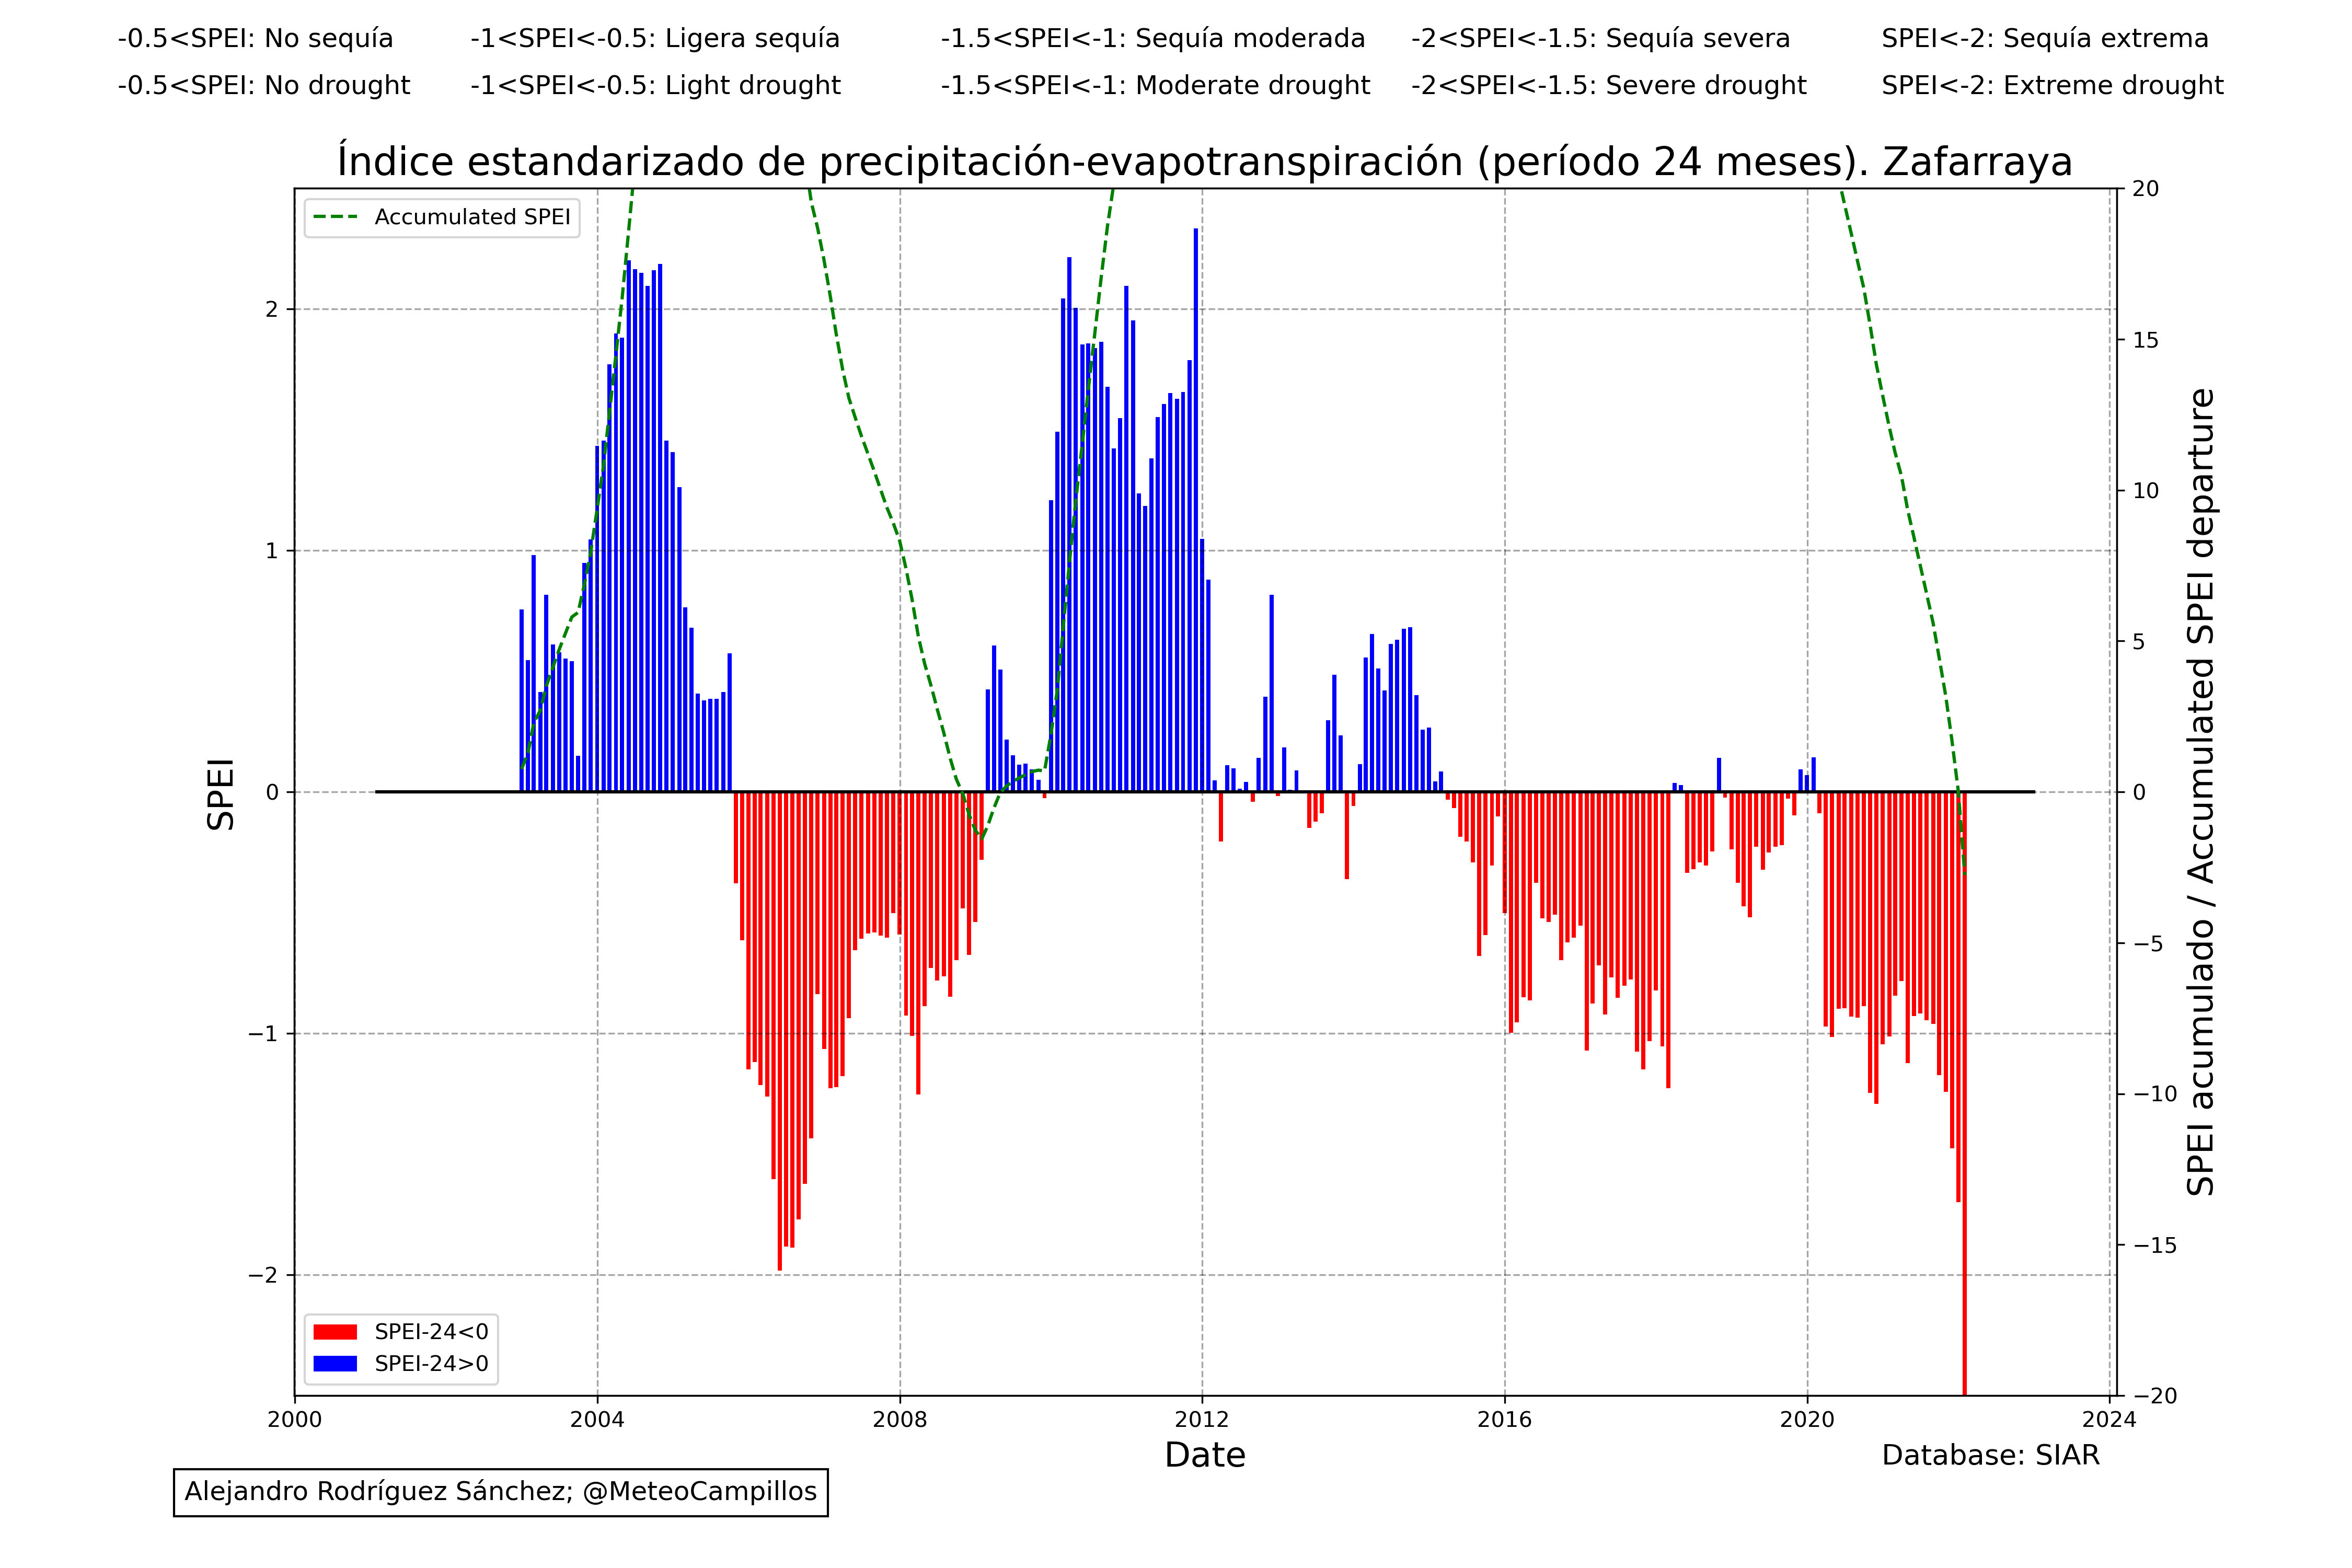 -0.5<SPEI: No sequía -1<SPEI<-0.5: Ligera sequía -1.5<SPEI<-1: Sequía moderada -2<SPEI<-1.5: Sequía severa SPEI<-2: Sequía extrema
-0.5<SPEI: No drought -1<SPEI<-0.5: Light drought -1.5<SPEI<-1: Moderate drought -2<SPEI<-1.5: Severe drought SPEI<-2: Extreme drought
Índice estandarizado de precipitación-evapotranspiración (período 24 meses). Zafarraya
Accumulated SPEI
SPEI
2
1
0
−1
−2
20
15
10
5
0
−5
−10
−15
−20
SPEI acumulado / Accumulated SPEI departure
SPEI-24<0
SPEI-24>0
2000 2004 2008 2012 2016 2020 2024
Date
Database: SIAR
Alejandro Rodríguez Sánchez; @MeteoCampillos